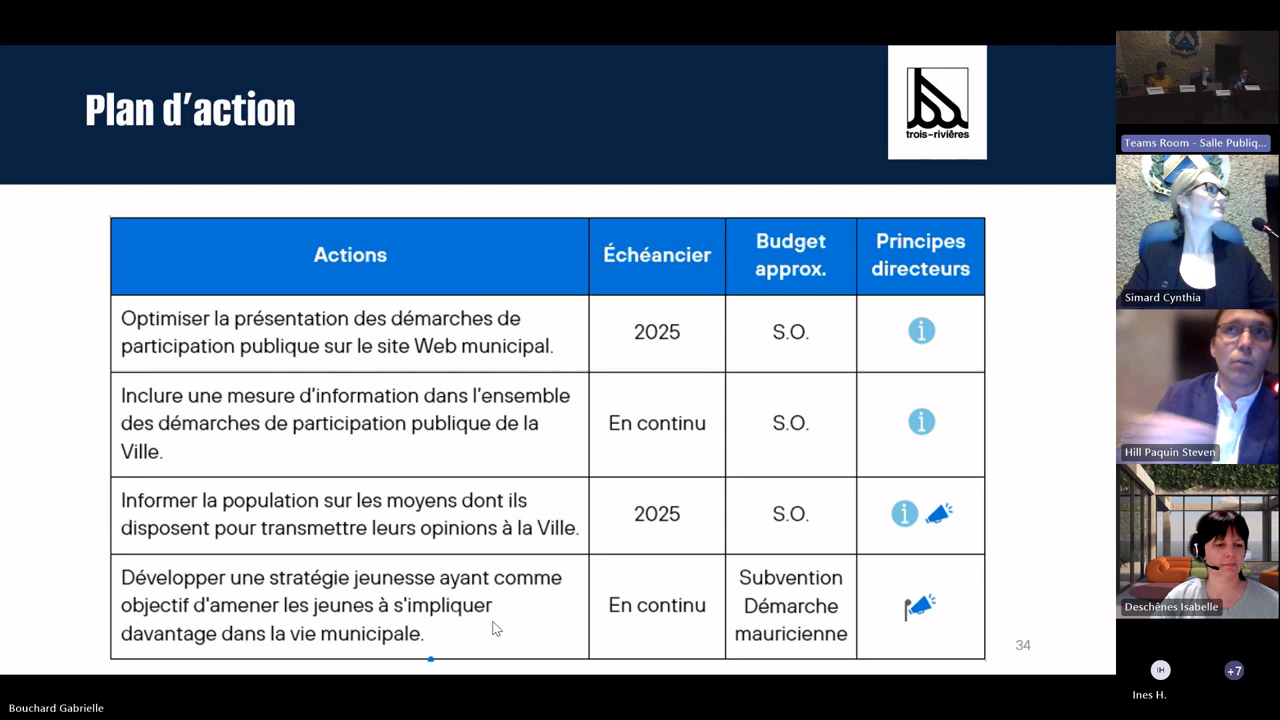 Plan d'action
trois-rivières
Actions
Échéancier
Budget
approx.
Principes
directeurs
Optimiser la présentation des démarches de
participation publique sur le site Web municipal.
2025
S.O.
Inclure une mesure d'information dans l'ensemble
des démarches de participation publique de la
Ville.
En continu
S.O.
Informer la population sur les moyens dont ils
disposent pour transmettre leurs opinions à la Ville.
2025
S.O.
Développer une stratégie jeunesse ayant comme
objectif d'amener les jeunes à s'impliquer
davantage dans la vie municipale.
En continu
Subvention
Démarche
mauricienne
34
Teams Room - Salle Publiq...
Simard Cynthia
Hill Paquin Steven
Deschênes Isabelle
IH
+7
Ines H.
Bouchard Gabrielle